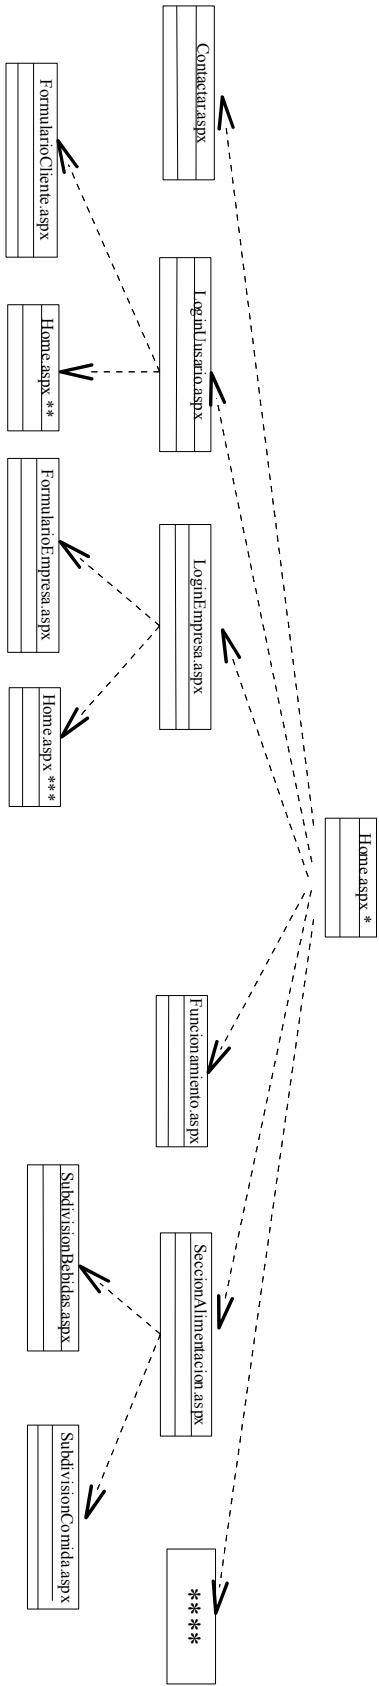 Home.aspx *
Contactar.aspx
LoginUusario.aspx
LoginEmpresa.aspx
Funcionamiento.aspx
SeccionAlimentacion.aspx
****
FormularioCliente.aspx
Home.aspx **
FormularioEmpresa.aspx
Home.aspx ***
SubdivisionBebidas.aspx
SubdivisionComida.aspx